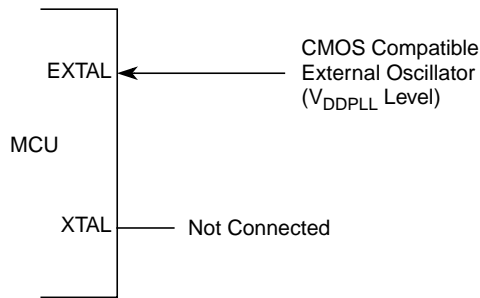 CMOS Compatible
External Oscillator
(VDDPLL Level)
EXTAL
MCU
XTAL
Not Connected